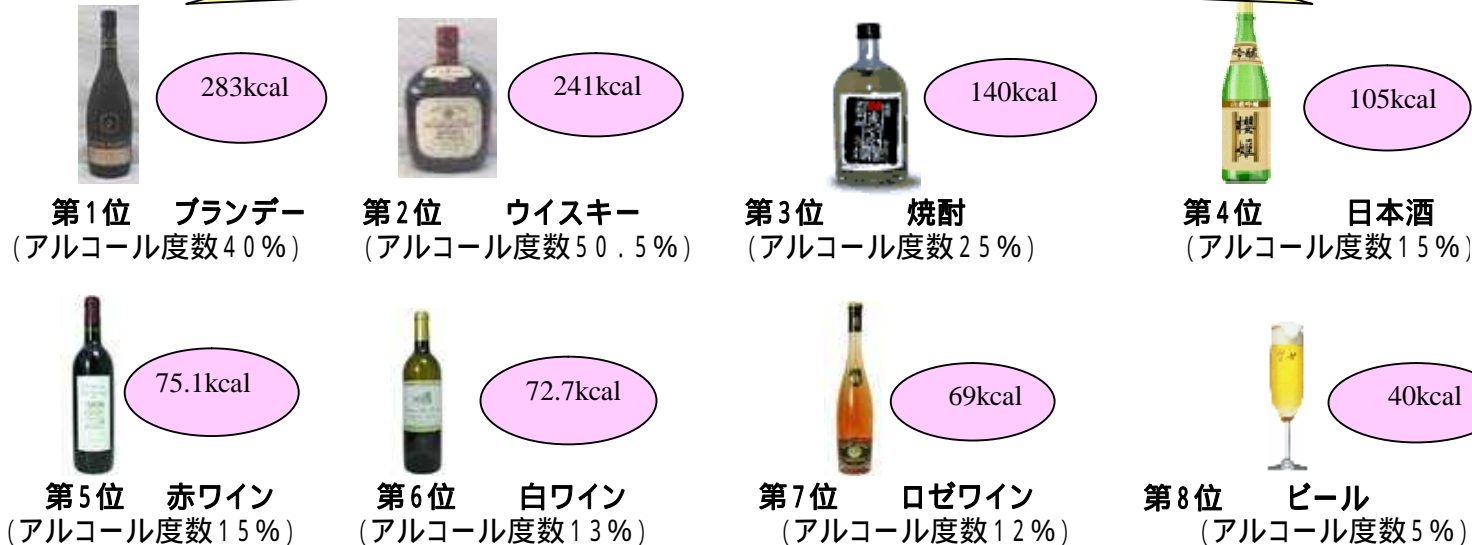 283kcal
241kcal
140kcal
105kcal
第1位 ブランデー
(アルコール度数40%)
第2位 ウイスキー
(アルコール度数50.5%)
第3位 焼酎
(アルコール度数25%)
吟醸
櫻姫
第4位 日本酒
(アルコール度数15%)
75.1kcal
72.7kcal
69kcal
40kcal
第5位 赤ワイン
(アルコール度数15%)
第6位 白ワイン
(アルコール度数13%)
第7位 ロゼワイン
(アルコール度数12%)
第8位 ビール
(アルコール度数5%)